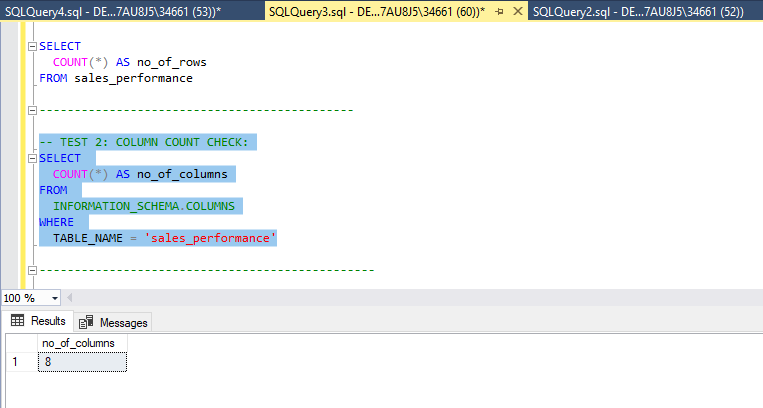 SQLQuery4.sql - DE...7AU8J5\34661 (53))* SQLQuery3.sql - DE...7AU8J5\34661 (60))* SQLQuery2.sql - DE...7AU8J5\34661 (52))
SELECT
COUNT(*) AS no_of_rows
FROM sales_performance
---------------------------------------------
-- TEST 2: COLUMN COUNT CHECK:
SELECT
COUNT(*) AS no_of_columns
FROM
INFORMATION_SCHEMA.COLUMNS
WHERE
TABLE_NAME = 'sales_performance'
------------------------------------------------
100 %
Results Messages
no_of_columns
1 8